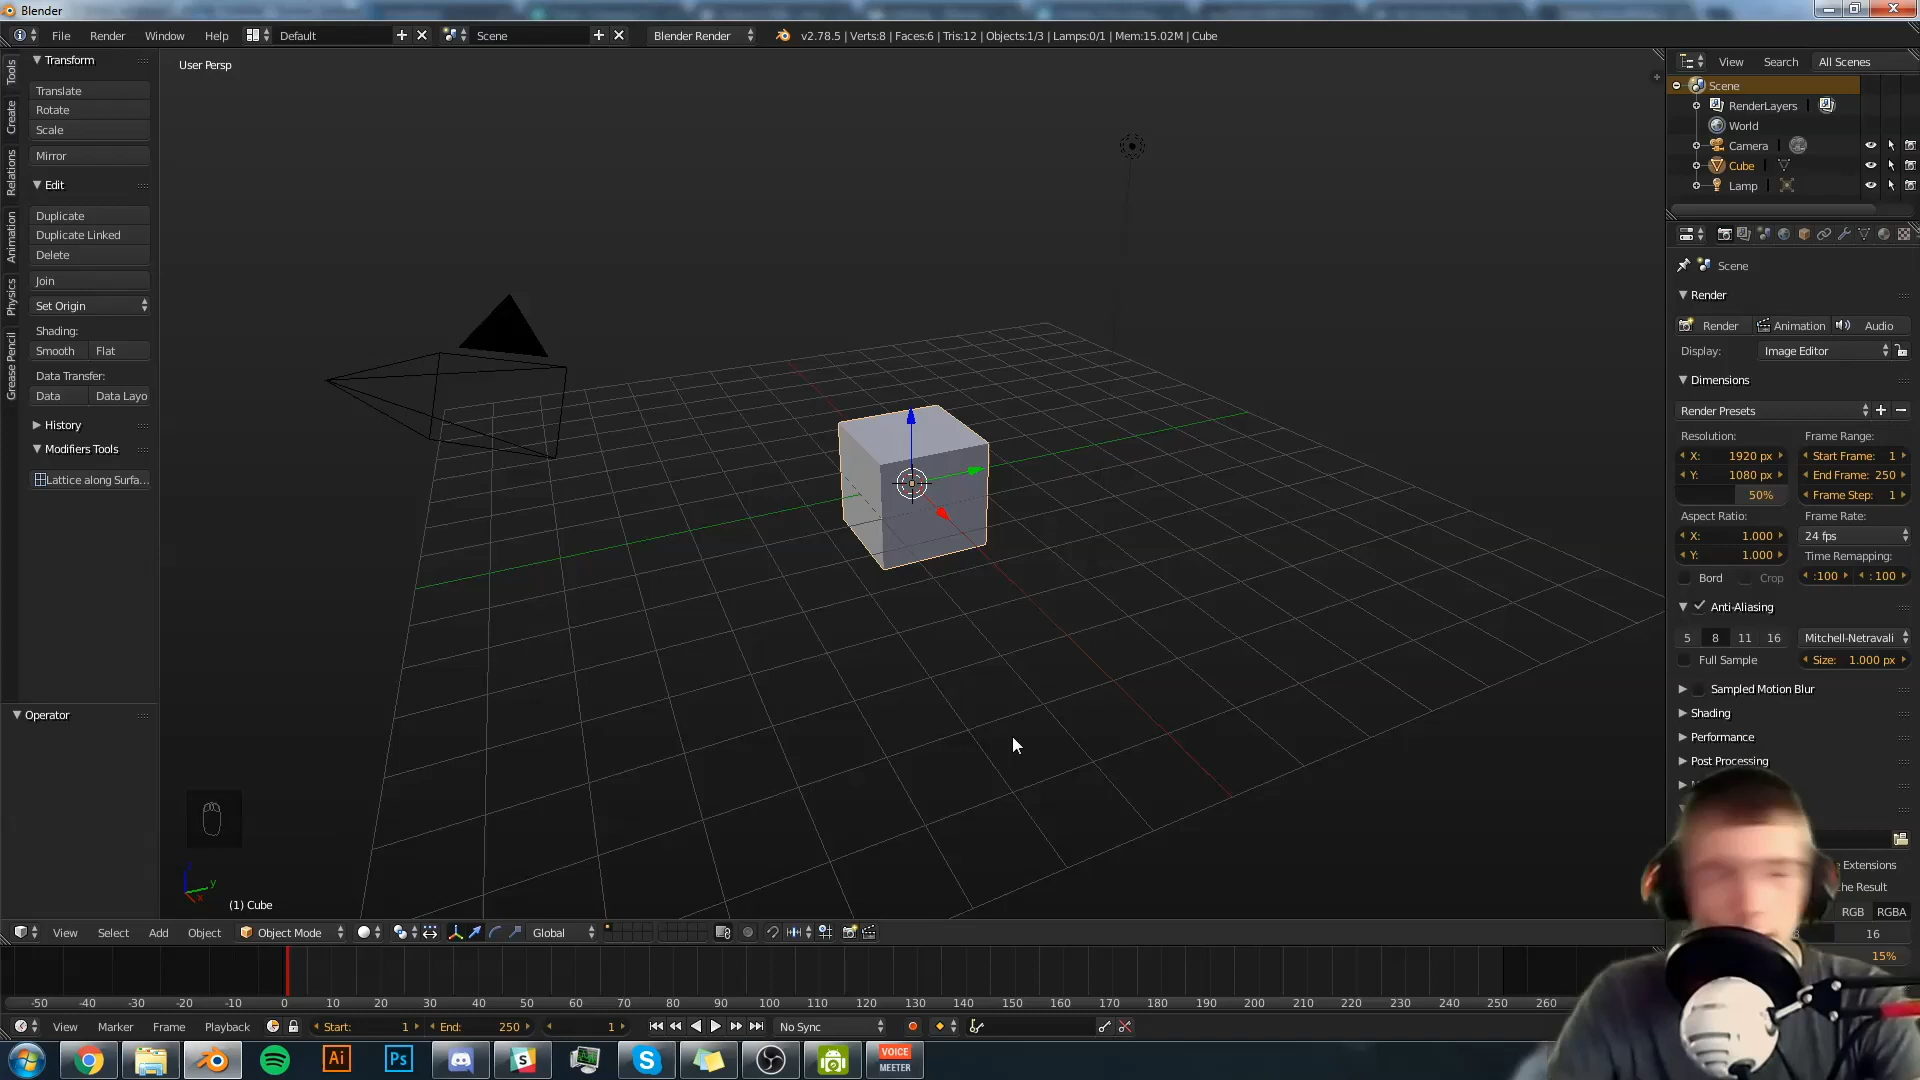 Blender
File Render Window Help Default Scene Blender Render v2.78.5 | Verts:8 | Faces:6 | Tris:12 | Objects:1/3 | Lamps:0/1 | Mem:15.02M | Cube
Tools
Create
Relations
Animation
Physics
Grease Pencil
Transform
Translate
Rotate
Scale
Mirror
Edit
Duplicate
Duplicate Linked
Delete
Join
Set Origin
Shading:
Smooth Flat
Data Transfer:
Data Data Layo
History
Modifiers Tools
Lattice along Surfa...
Operator
User Persp
y
x
(1) Cube
View Search All Scenes
Scene
RenderLayers
World
Camera
Cube
Lamp
Scene
Render
Render Animation Audio
Display: Image Editor
Dimensions
Render Presets
Resolution: Frame Range:
X: 1920 px Start Frame: 1
Y: 1080 px End Frame: 250
50% Frame Step: 1
Aspect Ratio: Frame Rate:
X: 1.000 24 fps
Y: 1.000 Time Remapping:
Bord Crop :100 : 100
Anti-Aliasing
5 8 11 16 Mitchell-Netravali
Full Sample Size: 1.000 px
Sampled Motion Blur
Shading
Performance
Post Processing
Extensions
he Result
RGB RGBA
16
15%
View Select Add Object Object Mode Global
-50 -40 -30 -20 -10 0 10 20 30 40 50 60 70 80 90 100 110 120 130 140 150 160 170 180 190 200 210 220 230 240 250 260
View Marker Frame Playback Start: 1 End: 250 1 No Sync
Ai Ps S S VOICE
MEETER